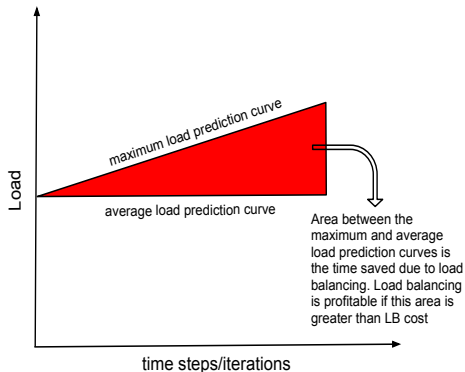 maximum load prediction curve
Load
average load prediction curve
Area between the
maximum and average
load prediction curves is
the time saved due to load
balancing. Load balancing
is profitable if this area is
greater than LB cost
time steps/iterations